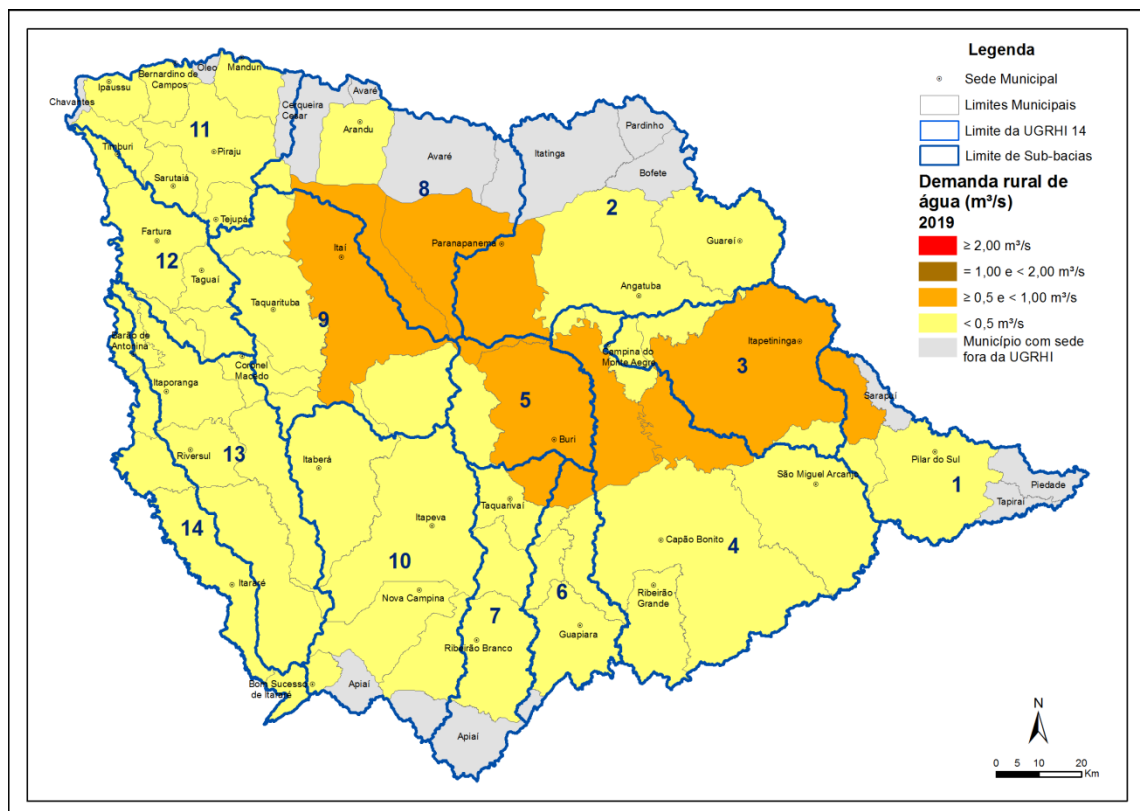 Legenda
Sede Municipal
Limites Municipais
Limite da UGRHI 14
Limite de Sub-bacias
Demanda rural de
água (m³/s)
2019
≥ 2,00 m³/s
= 1,00 e < 2,00 m³/s
≥ 0,5 e < 1,00 m³/s
< 0,5 m³/s
Município com sede
fora da UGRHI
Chavantes
Ipaussu
Bernardino de
Campos
Óleo
Manduri
Cerqueira
Cesar
Avaré
Arandu
Avaré
8
Itatinga
Pardinho
Bofete
11
Timburi
Piraju
Sarutaiá
Tejupá
Fartura
12
Taguaí
Itaí
Paranapanema
2
Guareí
Angatuba
Taquarituba
9
Barão de
Antonina
Coronel
Macedo
Itaporanga
Campina do
Monte Aegre
Itapetininga
3
Sarapuí
5
Buri
Riversul
13
Itaberá
Pilar do Sul
1
Piedade
Tapiraí
São Miguel Arcanjo
14
Itapeva
Taquarivaí
Capão Bonito
4
10
Itararé
Nova Campina
7
6
Ribeirão
Grande
Ribeirão Branco
Guapiara
Bom Sucesso
de Itararé
Apiaí
Apiaí
N
0 5 10 20
Km